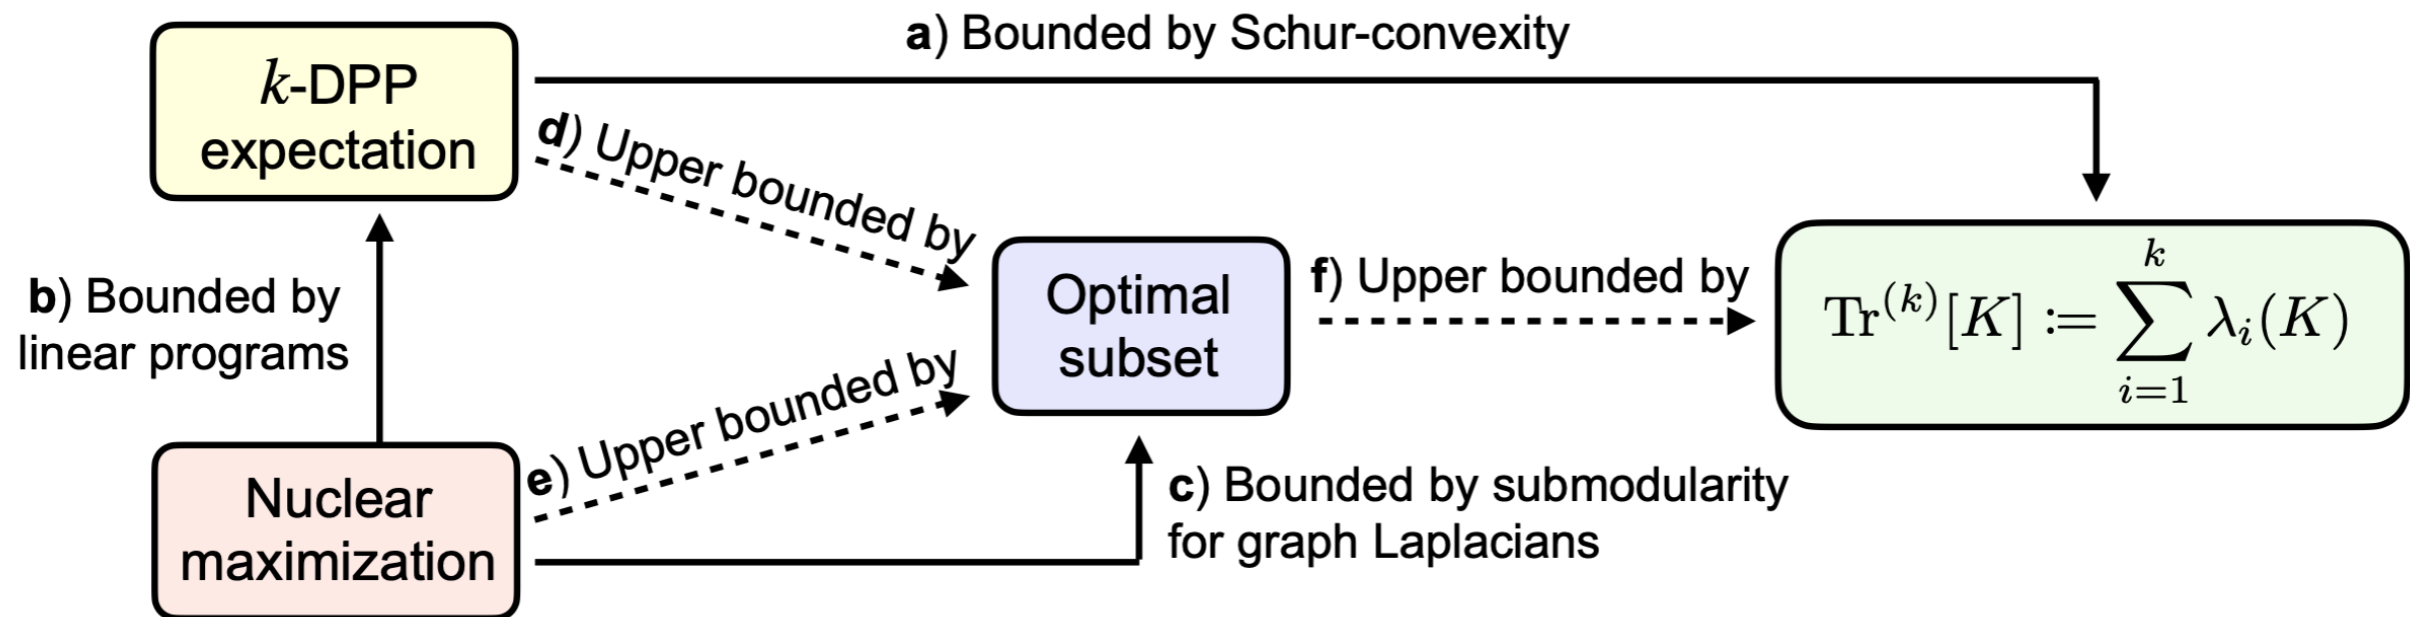 a) Bounded by Schur-convexity
k-DPP
expectation
d) Upper bounded by
b) Bounded by
linear programs
Optimal
subset
f) Upper bounded by
Tr^{(k)}[K] := \sum_{i=1}^{k} λ_i(K)
e) Upper bounded by
Nuclear
maximization
c) Bounded by submodularity
for graph Laplacians